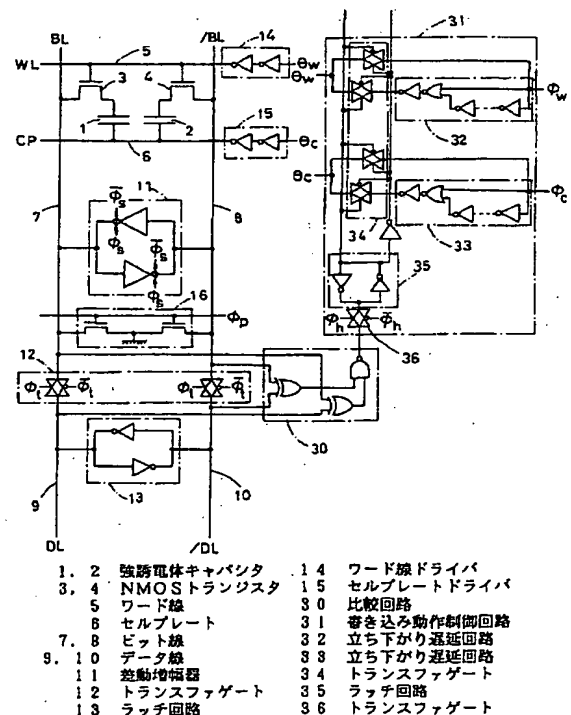 BL
/BL
WL
5
3
4
1
2
CP
6
14
θw
15
θc
7
8
11
Φ̅s
Φs
Φ̅s
Φs
16
Φp
12
Φt
Φ̅t
Φt
Φ̅t
13
9
10
DL
/DL
30
31
θw
Φw
32
θc
Φc
34
33
35
Φh
Φ̅h
36
1, 2 強誘電体キャパシタ
3, 4 NMOSトランジスタ
5 ワード線
6 セルプレート
7, 8 ビット線
9, 10 データ線
11 差動増幅器
12 トランスファゲート
13 ラッチ回路
14 ワード線ドライバ
15 セルプレートドライバ
30 比較回路
31 書き込み動作制御回路
32 立ち下がり遅延回路
33 立ち下がり遅延回路
34 トランスファゲート
35 ラッチ回路
36 トランスファゲート